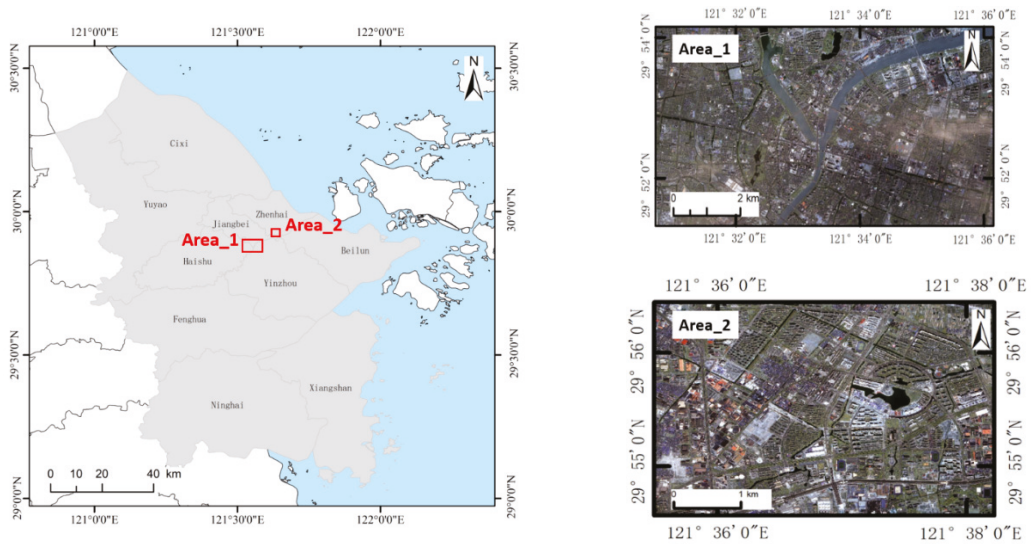 121°0'0"E 121°30'0"E 122°0'0"E
30°30'0"N
30°0'0"N
29°30'0"N
29°0'0"N
N
30°30'0"N
30°0'0"N
29°30'0"N
29°0'0"N
Cixi
Yuyao
Zhenhai
Jiangbei
Area_2
Area_1
Beilun
Haishu
Yinzhou
Fenghua
Xiangshan
Ninghai
0 10 20 40 km
121°0'0"E 121°30'0"E 122°0'0"E
121° 32' 0"E 121° 34' 0"E 121° 36' 0"E
29° 54' 0"N
29° 52' 0"N
Area_1
N
29° 54' 0"N
29° 52' 0"N
0 2 km
121° 32' 0"E 121° 34' 0"E 121° 36' 0"E
121° 36' 0"E 121° 38' 0"E
29° 56' 0"N
29° 55' 0"N
Area_2
N
29° 56' 0"N
29° 55' 0"N
0 1 km
121° 36' 0"E 121° 38' 0"E